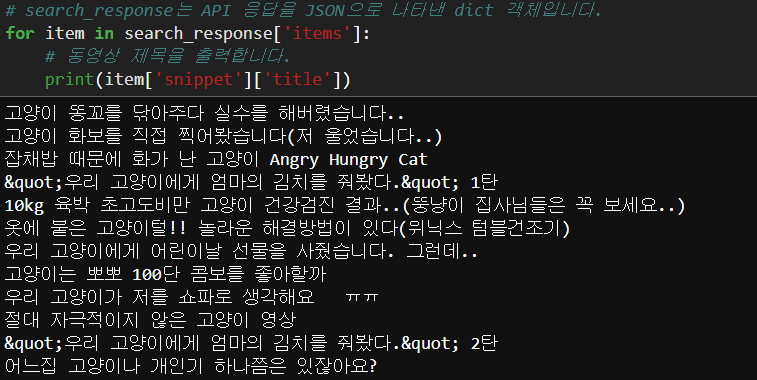 # search_response는 API 응답을 JSON으로 나타낸 dict 객체입니다.
for item in search_response['items']:
    # 동영상 제목을 출력합니다.
    print(item['snippet']['title'])
고양이 똥꼬를 닦아주다 실수를 해버렸습니다..
고양이 화보를 직접 찍어봤습니다(저 울었습니다..)
잡채밥 때문에 화가 난 고양이 Angry Hungry Cat
&quot;우리 고양이에게 엄마의 김치를 줘봤다.&quot; 1탄
10kg 육박 초고도비만 고양이 건강검진 결과..(뚱냥이 집사님들은 꼭 보세요..)
옷에 붙은 고양이털!! 놀라운 해결방법이 있다(위닉스 텀블건조기)
우리 고양이에게 어린이날 선물을 사줬습니다. 그런데..
고양이는 뽀뽀 100단 콤보를 좋아할까
우리 고양이가 저를 쇼파로 생각해요   ㅠㅠ
절대 자극적이지 않은 고양이 영상
&quot;우리 고양이에게 엄마의 김치를 줘봤다.&quot; 2탄
어느집 고양이나 개인기 하나쯤은 있잖아요?